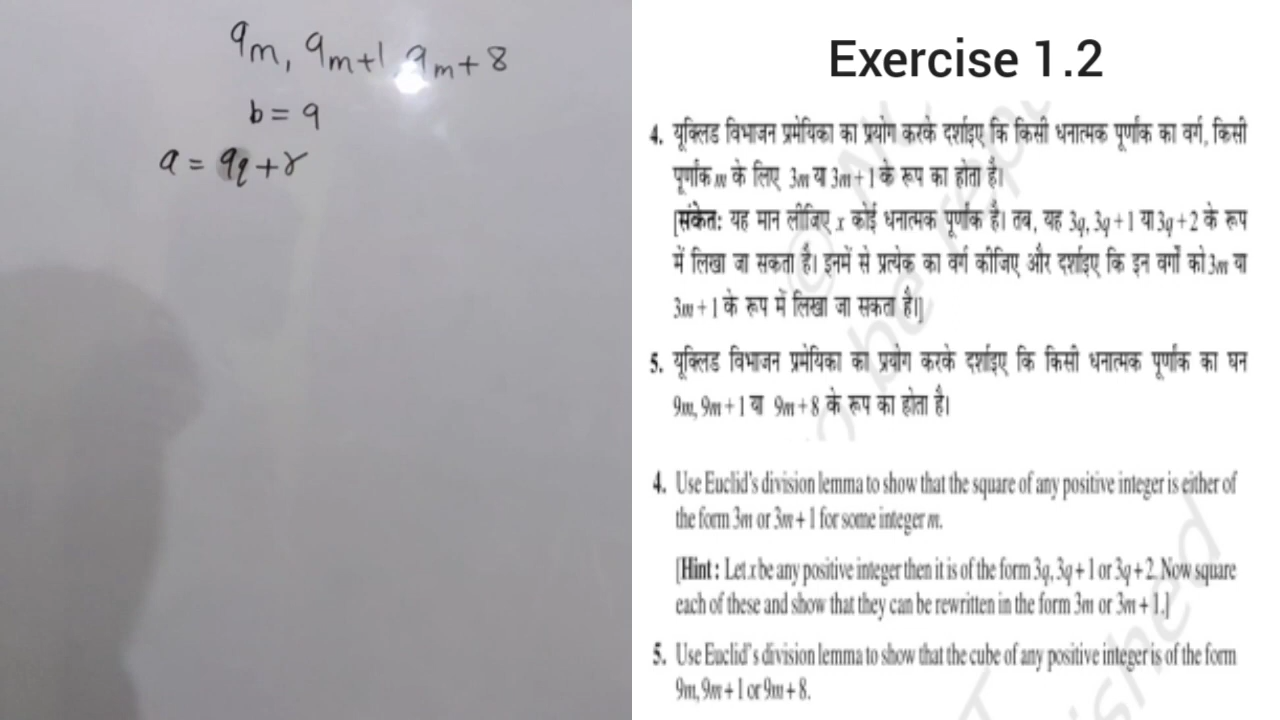 9m, 9m+1 9m+8
b = 9
a = 9q+r
Exercise 1.2
4. यूक्लिड विभाजन प्रमेयिका का प्रयोग करके दर्शाइए कि किसी धनात्मक पूर्णांक का वर्ग, किसी
पूर्णांक m के लिए 3m या 3m + 1 के रूप का होता है।
[संकेत: यह मान लीजिए x कोई धनात्मक पूर्णांक है। तब, यह 3q, 3q + 1 या 3q + 2 के रूप
में लिखा जा सकता है। इनमें से प्रत्येक का वर्ग कीजिए और दर्शाइए कि इन वर्गों को 3m या
3m + 1 के रूप में लिखा जा सकता है।]
5. यूक्लिड विभाजन प्रमेयिका का प्रयोग करके दर्शाइए कि किसी धनात्मक पूर्णांक का घन
9m, 9m + 1 या 9m + 8 के रूप का होता है।
4. Use Euclid's division lemma to show that the square of any positive integer is either of
the form 3m or 3m + 1 for some integer m.
[Hint : Let x be any positive integer then it is of the form 3q, 3q + 1 or 3q + 2. Now square
each of these and show that they can be rewritten in the form 3m or 3m + 1.]
5. Use Euclid's division lemma to show that the cube of any positive integer is of the form
9m, 9m + 1 or 9m + 8.